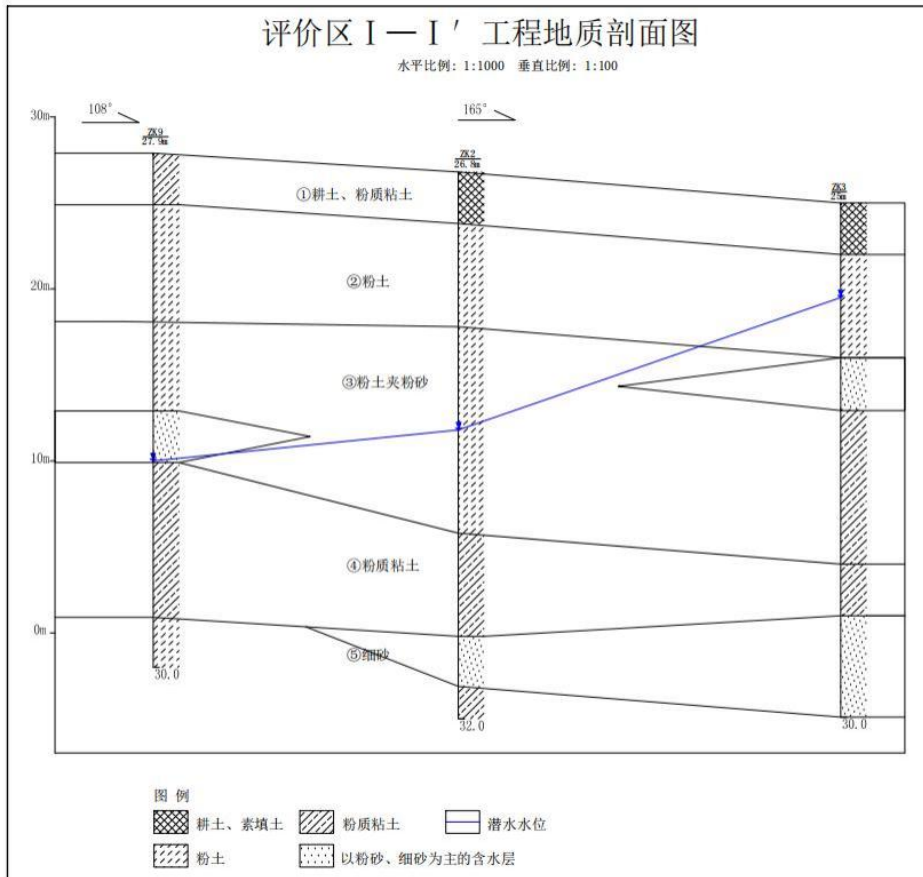 评价区Ⅰ—Ⅰ′工程地质剖面图
水平比例: 1:1000 垂直比例: 1:100
30m
108°
165°
ZK9
27.9m
ZK2
26.8m
ZK3
25m
①耕土、粉质粘土
②粉土
20m
③粉土夹粉砂
10m
④粉质粘土
0m
⑤细砂
30.0
32.0
30.0
图 例
耕土、素填土
粉质粘土
潜水水位
粉土
以粉砂、细砂为主的含水层